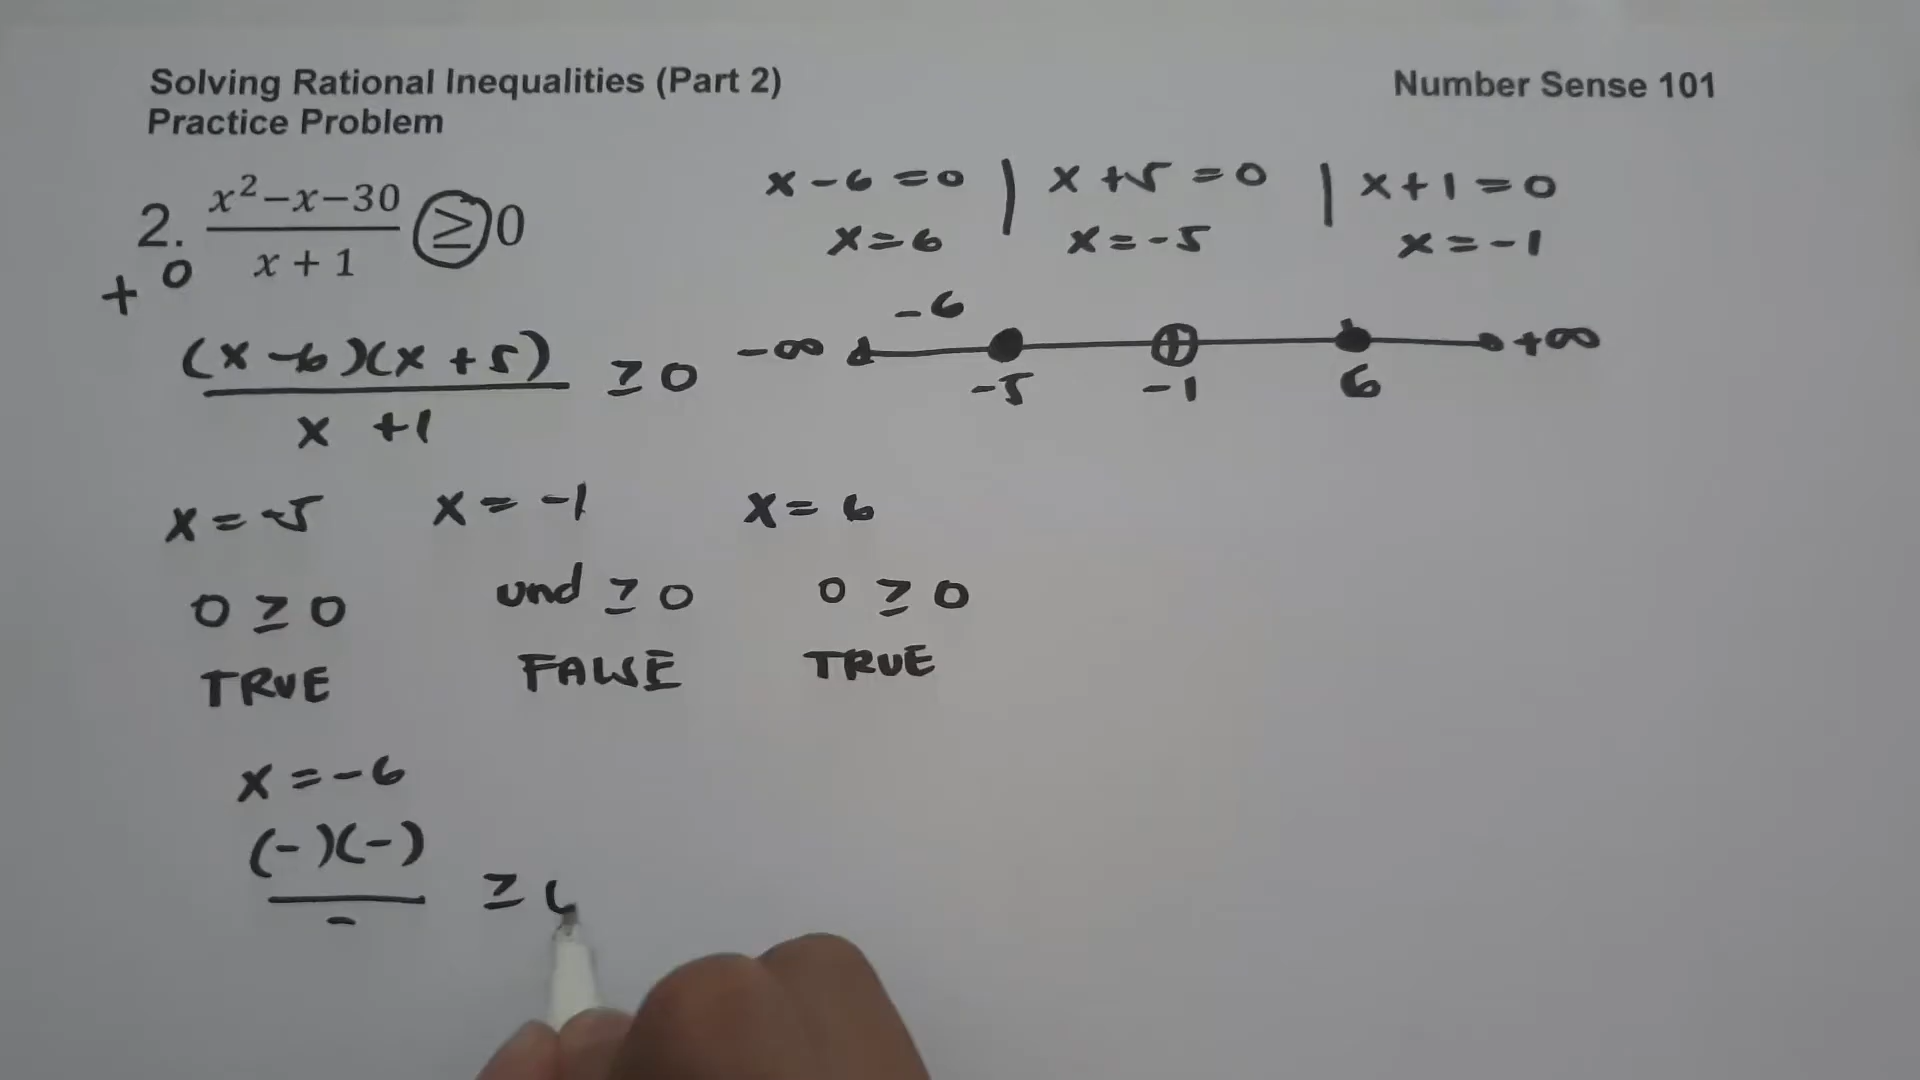 Solving Rational Inequalities (Part 2)
Practice Problem
Number Sense 101
2. x²−x−30 / x + 1 ≥ 0
+ 0
(x −6)(x + 5) / x +1 ≥ 0
x − 6 = 0 | x + 5 = 0 | x + 1 = 0
x = 6 x = −5 x = −1
−6
−∞ +∞
−5 −1 6
x = −5 x = −1 x = 6
0 ≥ 0 und ≥ 0 0 ≥ 0
TRUE FALSE TRUE
x = −6
(−)(−) / − ≥